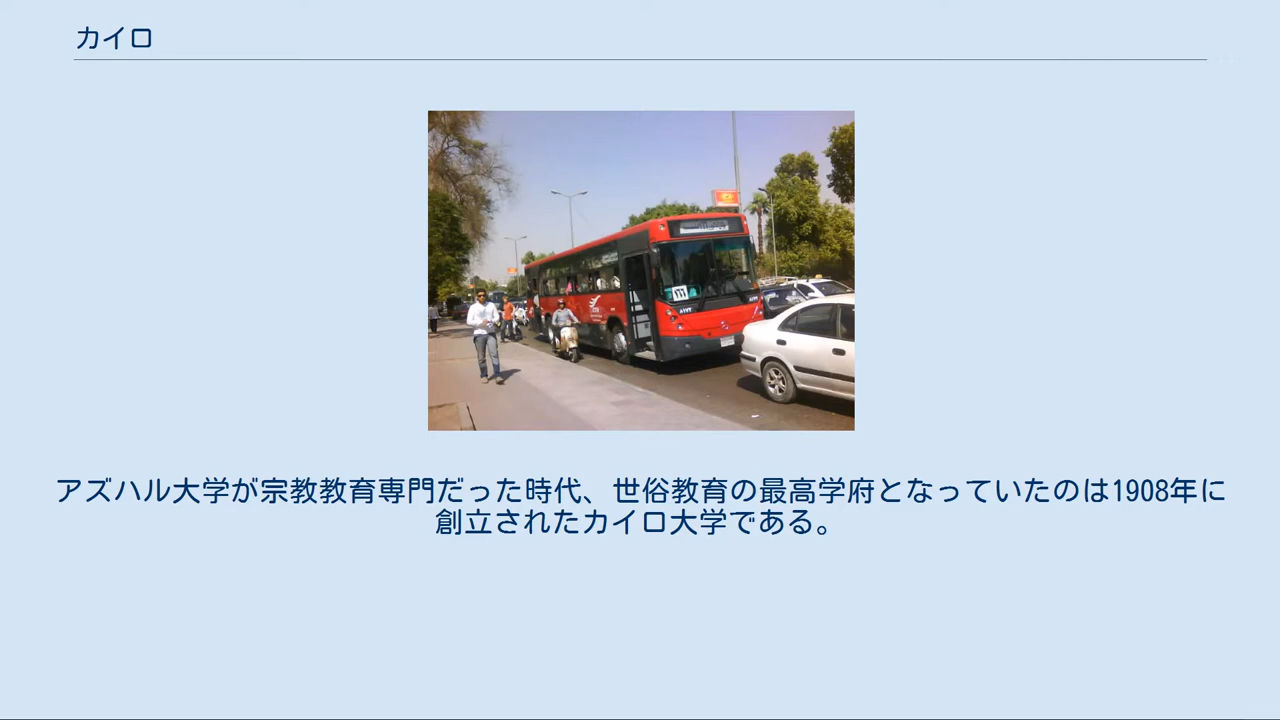 カイロ
١٦٦
アズハル大学が宗教教育専門だった時代、世俗教育の最高学府となっていたのは1908年に
創立されたカイロ大学である。